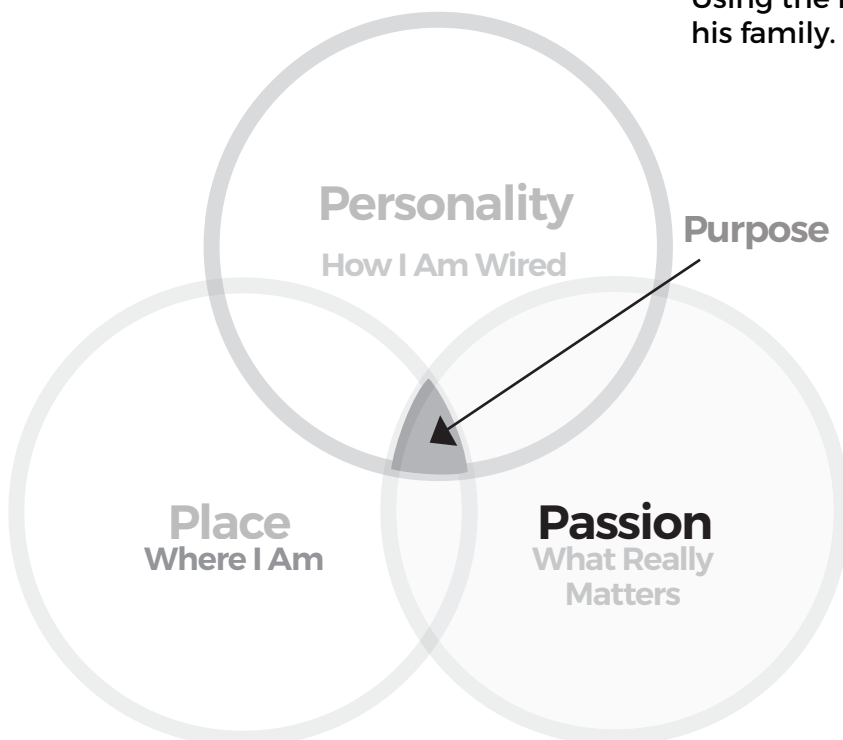 his family.
Personality
How I Am Wired
Purpose
Place
Where I Am
Passion
What Really
Matters